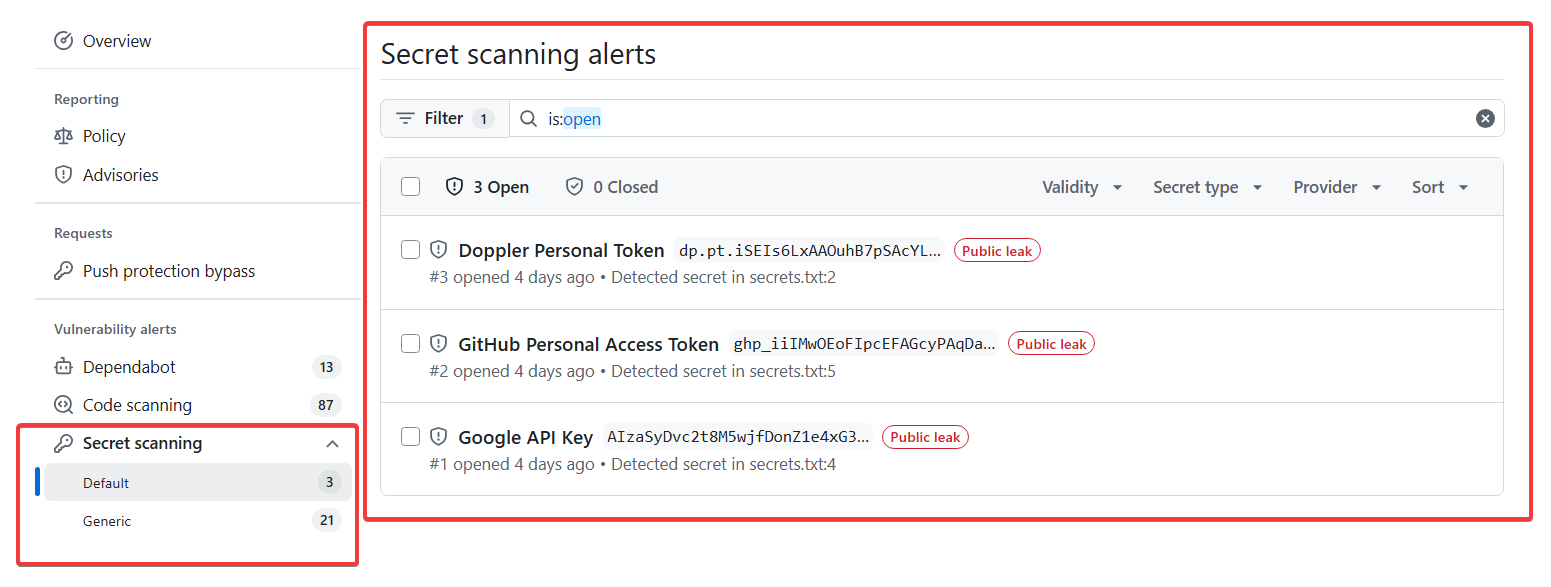 Overview
Reporting
Policy
Advisories
Requests
Push protection bypass
Vulnerability alerts
Dependabot 13
Code scanning 87
Secret scanning
Default 3
Generic 21
Secret scanning alerts
Filter 1 is:open
3 Open 0 Closed Validity Secret type Provider Sort
Doppler Personal Token dp.pt.iSEIs6LxAAOuhB7pSAcYL… Public leak
#3 opened 4 days ago • Detected secret in secrets.txt:2
GitHub Personal Access Token ghp_iiIMwOEoFIpcEFAGcyPAqDa… Public leak
#2 opened 4 days ago • Detected secret in secrets.txt:5
Google API Key AIzaSyDvc2t8M5wjfDonZ1e4xG3… Public leak
#1 opened 4 days ago • Detected secret in secrets.txt:4